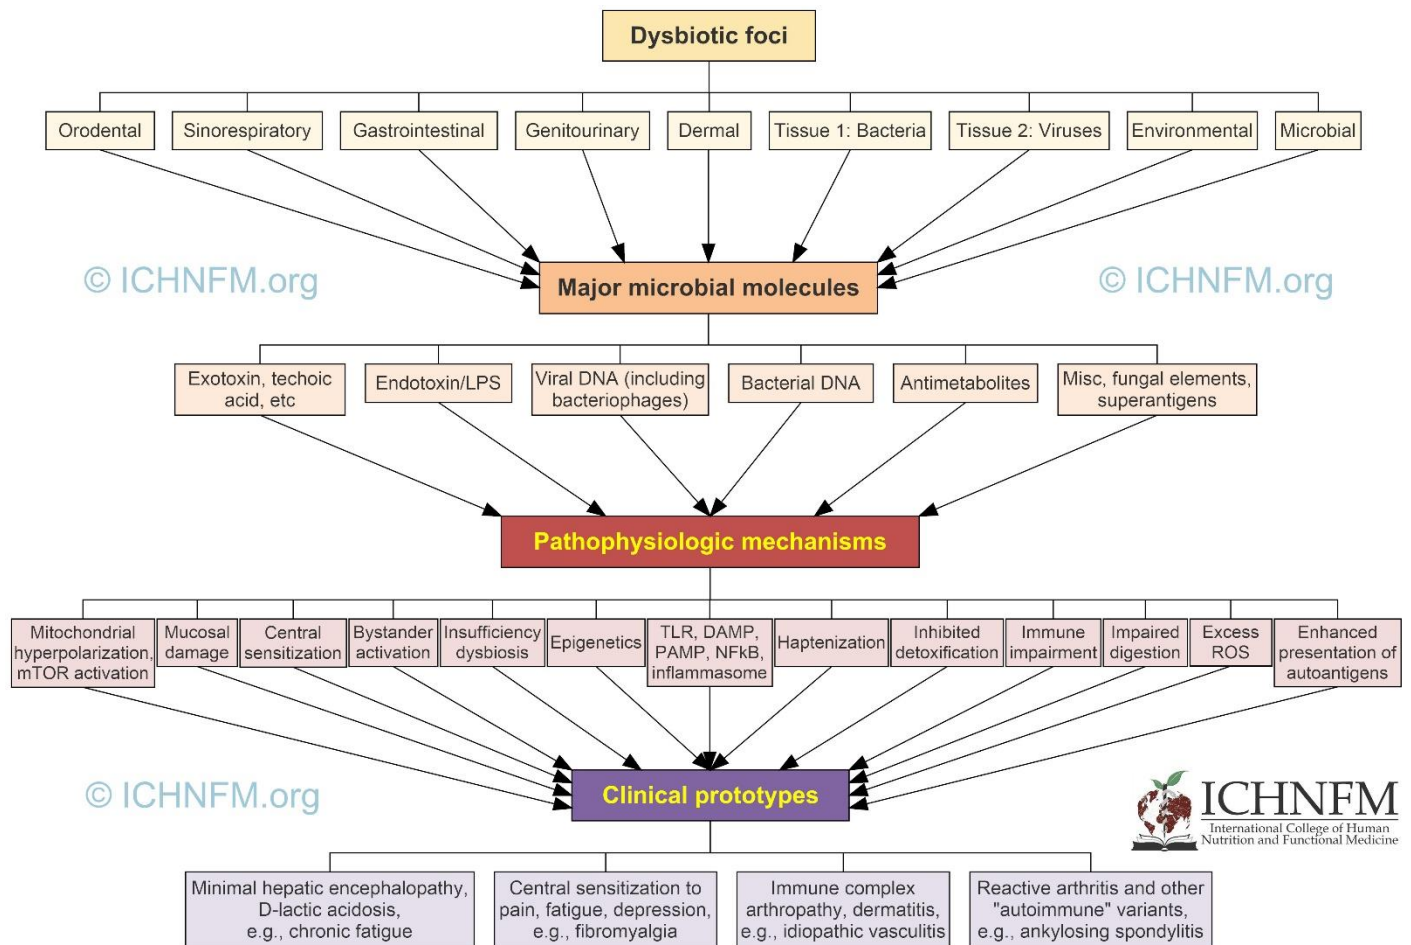 Dysbiotic foci
Orodental
Sinorespiratory
Gastrointestinal
Genitourinary
Dermal
Tissue 1: Bacteria
Tissue 2: Viruses
Environmental
Microbial
© ICHNFM.org
© ICHNFM.org
Major microbial molecules
Exotoxin, techoic
acid, etc
Endotoxin/LPS
Viral DNA (including
bacteriophages)
Bacterial DNA
Antimetabolites
Misc, fungal elements,
superantigens
Pathophysiologic mechanisms
Mitochondrial
hyperpolarization,
mTOR activation
Mucosal
damage
Central
sensitization
Bystander
activation
Insufficiency
dysbiosis
Epigenetics
TLR, DAMP,
PAMP, NFkB,
inflammasome
Haptenization
Inhibited
detoxification
Immune
impairment
Impaired
digestion
Excess
ROS
Enhanced
presentation of
autoantigens
© ICHNFM.org
Clinical prototypes
ICHNFM
International College of Human
Nutrition and Functional Medicine
Minimal hepatic encephalopathy,
D-lactic acidosis,
e.g., chronic fatigue
Central sensitization to
pain, fatigue, depression,
e.g., fibromyalgia
Immune complex
arthropathy, dermatitis,
e.g., idiopathic vasculitis
Reactive arthritis and other
"autoimmune" variants,
e.g., ankylosing spondylitis